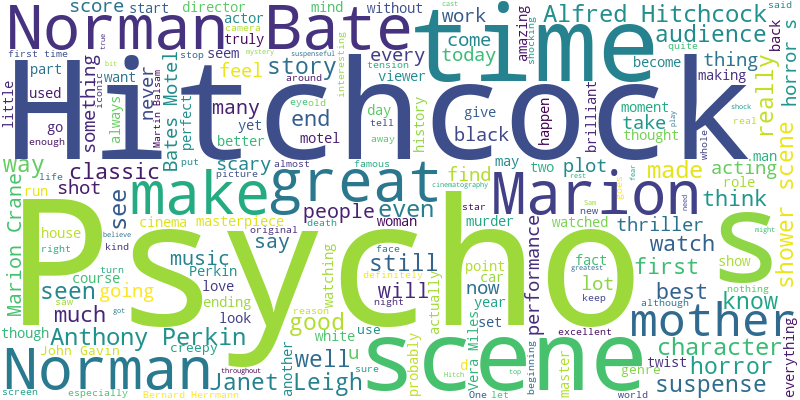 Norman Bate
time
Alfred Hitchcock
audience
Hitchcock
Psycho
s
scene
Marion
mother
Norman
make
great
score
start
director
actor
truly
mind
without
work
come
today
every
story
feel
seem
viewer
Bates Motel
something
never
many
yet
better
end
motel
black
give
moment
take
thought
become
thing
making
back
really
horror s
said
quite
amazing
shocking
brilliant
happen
interesting
tension
suspenseful
around
eye
old
day
tell
away
history
first time
true
camera
cast
mystery
bit
stop
little
part
want
used
go
always
enough
iconic
Martin Balsam
perfect
way
classic
scary
put
almost
famous
picture
shot
run
life
Marion Crane
see
people
even
find
may
two
plot
made
acting
man
role
think
shower scene
shock
whole
real
play
rest
fear
cinematography
star
Sam
new
goes
need
house
right
believe
kind
cinema
masterpiece
original
death
woman
murder
watched
thriller
watch
first
show
know
might
nothing
seen
going
turn
music
say
Perkin
still
will
now
point
car
year
performance
fact
lot
keep
best
greatest
although
much
saw
got
course
ending
love
look
watching
face
definitely
night
reason
good
actually
set
Vera Miles
excellent
character
though
Anthony Perkin
white
use
probably
beginning
master
twist
genre
horror
everything
John Gavin
creepy
another
well
u
sure
Janet Leigh
throughout
screen
especially
Bernard Herrmann
Hitch
One
let
top
world
suspense